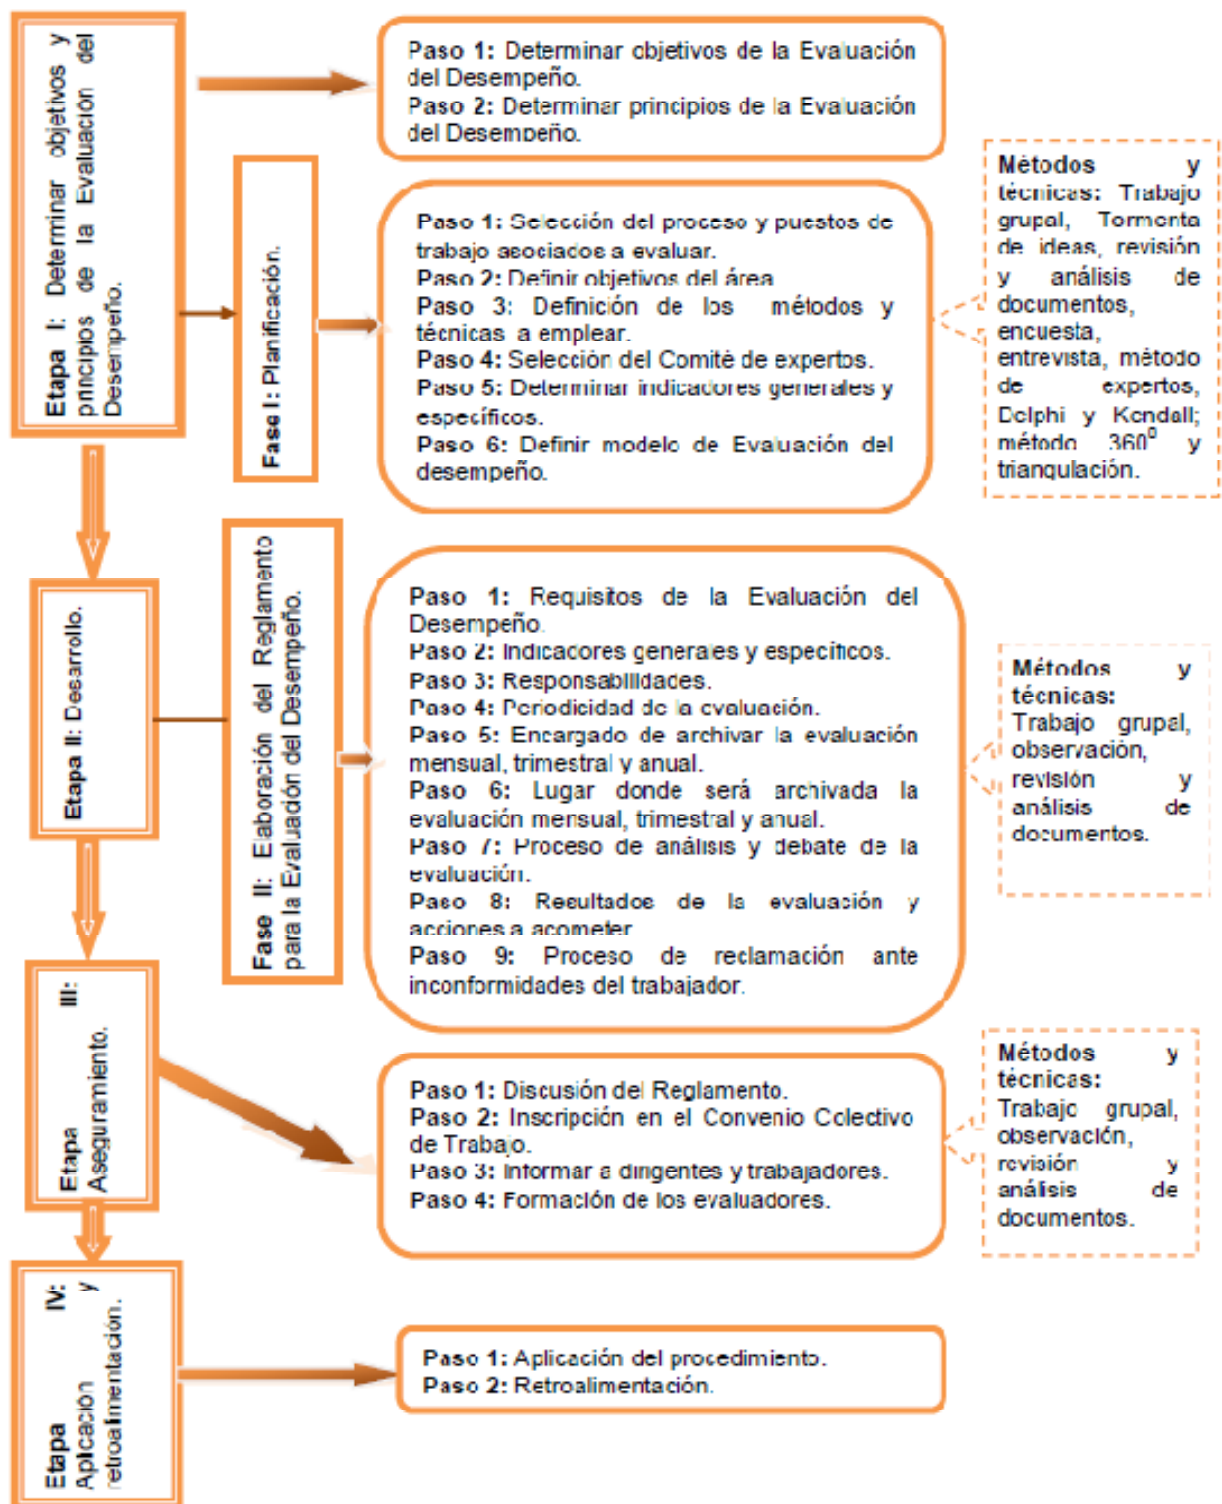 Etapa I: Determinar objetivos y
principios de la Evaluación del
Desempeño.
Paso 1: Determinar objetivos de la Evaluación
del Desempeño.
Paso 2: Determinar principios de la Evaluación
del Desempeño.
Fase I: Planificación.
Paso 1: Selección del proceso y puestos de
trabajo asociados a evaluar.
Paso 2: Definir objetivos del área
Paso 3: Definición de los métodos y
técnicas a emplear.
Paso 4: Selección del Comité de expertos.
Paso 5: Determinar indicadores generales y
específicos.
Paso 6: Definir modelo de Evaluación del
desempeño.
Métodos y
técnicas: Trabajo
grupal, Tormenta
de ideas, revisión
y análisis de
documentos,
encuesta,
entrevista, método
de expertos,
Delphi y Kendall;
método 360⁰ y
triangulación.
Etapa II: Desarrollo.
Fase II: Elaboración del Reglamento
para la Evaluación del Desempeño.
Paso 1: Requisitos de la Evaluación del
Desempeño.
Paso 2: Indicadores generales y específicos.
Paso 3: Responsabilidades.
Paso 4: Periodicidad de la evaluación.
Paso 5: Encargado de archivar la evaluación
mensual, trimestral y anual.
Paso 6: Lugar donde será archivada la
evaluación mensual, trimestral y anual.
Paso 7: Proceso de análisis y debate de la
evaluación.
Paso 8: Resultados de la evaluación y
acciones a acometer
Paso 9: Proceso de reclamación ante
inconformidades del trabajador.
Métodos y
técnicas:
Trabajo grupal,
observación,
revisión y
análisis de
documentos.
Etapa III:
Aseguramiento.
Paso 1: Discusión del Reglamento.
Paso 2: Inscripción en el Convenio Colectivo
de Trabajo.
Paso 3: Informar a dirigentes y trabajadores.
Paso 4: Formación de los evaluadores.
Métodos y
técnicas:
Trabajo grupal,
observación,
revisión y
análisis de
documentos.
Etapa IV:
Aplicación y
retroalimentación.
Paso 1: Aplicación del procedimiento.
Paso 2: Retroalimentación.